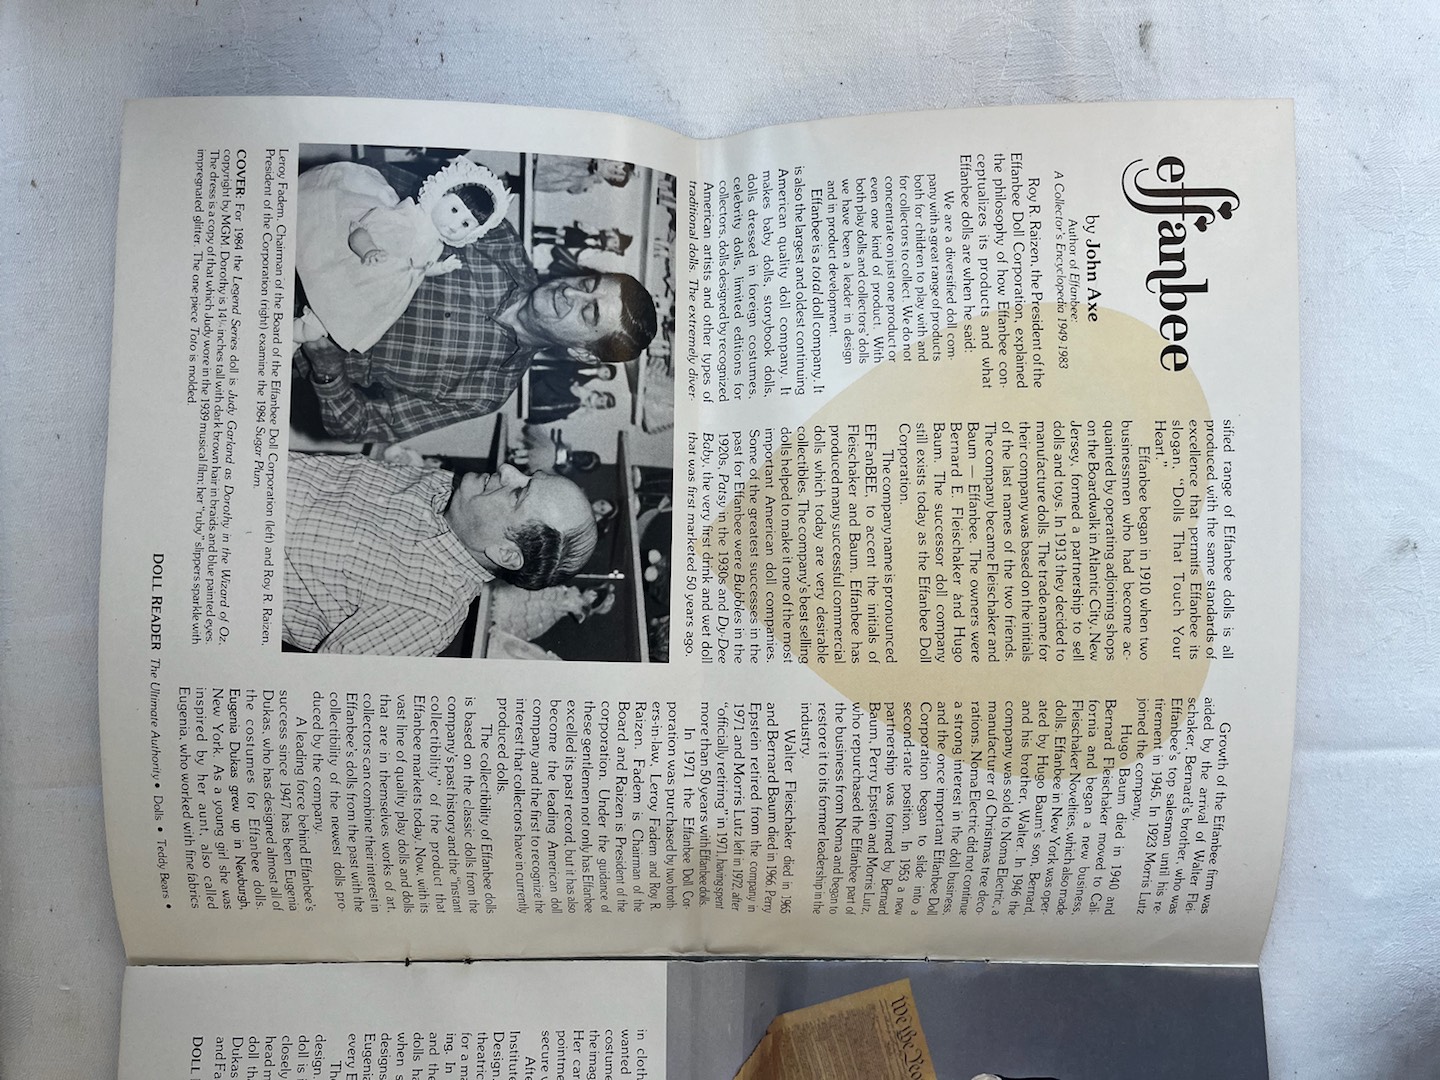 effanbee
by John Axe
Author of Effanbee:
A Collector's Encyclopedia 1949-1983
Roy R. Raizen, the President of the
Effanbee Doll Corporation, explained
the philosophy of how Effanbee con-
ceptualizes its products and what
Effanbee dolls are when he said:
We are a diversified doll com-
pany with a great range of products
both for children to play with and
for collectors to collect. We do not
concentrate on just one product or
even one kind of product. With
both play dolls and collectors' dolls
we have been a leader in design
and in product development.
Effanbee is a total doll company. It
is also the largest and oldest continuing
American quality doll company. It
makes baby dolls, storybook dolls,
dolls dressed in foreign costumes,
celebrity dolls, limited editions for
collectors, dolls designed by recognized
American artists and other types of
traditional dolls. The extremely diver-
sified range of Effanbee dolls is all
produced with the same standards of
excellence that permits Effanbee its
slogan, "Dolls That Touch Your
Heart."
Effanbee began in 1910 when two
businessmen who had become ac-
quainted by operating adjoining shops
on the Boardwalk in Atlantic City, New
Jersey, formed a partnership to sell
dolls and toys. In 1913 they decided to
manufacture dolls. The trade name for
their company was based on the initials
of the last names of the two friends.
The company became Fleischaker and
Baum — Effanbee. The owners were
Bernard E. Fleischaker and Hugo
Baum. The successor doll company
still exists today as the Effanbee Doll
Corporation.
The company name is pronounced
EFFanBEE, to accent the initials of
Fleischaker and Baum. Effanbee has
produced many successful commercial
dolls which today are very desirable
collectibles. The company's best selling
dolls helped to make it one of the most
important American doll companies.
Some of the greatest successes in the
past for Effanbee were Bubbles in the
1920s, Patsy in the 1930s and Dy-Dee
Baby, the very first drink and wet doll
that was first marketed 50 years ago.
Growth of the Effanbee firm was
aided by the arrival of Walter Flei-
schaker, Bernard's brother, who was
Effanbee's top salesman until his re-
tirement in 1945. In 1923 Morris Lutz
joined the company.
Hugo Baum died in 1940 and
Bernard Fleischaker moved to Cali-
fornia and began a new business,
Fleischaker Novelties, which also made
dolls. Effanbee in New York was oper-
ated by Hugo Baum's son, Bernard,
and his brother, Walter. In 1946 the
company was sold to Noma Electric, a
manufacturer of Christmas tree deco-
rations. Noma Electric did not continue
a strong interest in the doll business,
and the once important Effanbee Doll
Corporation began to slide into a
second-rate position. In 1953 a new
partnership was formed by Bernard
Baum, Perry Epstein and Morris Lutz,
who repurchased the Effanbee part of
the business from Noma and began to
restore it to its former leadership in the
industry.
Walter Fleischaker died in 1965
and Bernard Baum died in 1966. Perry
Epstein retired from the company in
1971 and Morris Lutz left in 1972, after
"officially retiring" in 1971, having spent
more than 50 years with Effanbee dolls.
In 1971 the Effanbee Doll Cor-
poration was purchased by two broth-
ers-in-law, Leroy Fadem and Roy R.
Raizen. Fadem is Chairman of the
Board and Raizen is President of the
corporation. Under the guidance of
these gentlemen not only has Effanbee
excelled its past record, but it has also
become the leading American doll
company and the first to recognize the
interest that collectors have in currently
produced dolls.
The collectibility of Effanbee dolls
is based on the classic dolls from the
company's past history and the "instant
collectibility" of the product that
Effanbee markets today. Now, with its
vast line of quality play dolls and dolls
that are in themselves works of art,
collectors can combine their interest in
Effanbee's dolls from the past with the
collectibility of the newest dolls pro-
duced by the company.
A leading force behind Effanbee's
success since 1947 has been Eugenia
Dukas, who has designed almost all of
the costumes for Effanbee dolls.
Eugenia Dukas grew up in Newburgh,
New York. As a young girl she was
inspired by her aunt, also called
Eugenia, who worked with fine fabrics
Leroy Fadem, Chairman of the Board of the Effanbee Doll Corporation (left) and Roy R. Raizen,
President of the Corporation (right) examine the 1984 Sugar Plum.
COVER: For 1984 the Legend Series doll is Judy Garland as Dorothy in the Wizard of Oz,
copyright by MGM. Dorothy is 14½ inches tall with dark brown hair in braids and blue painted eyes.
The dress is a copy of that which Judy wore in the 1939 musical film; her "ruby" slippers sparkle with
impregnated glitter. The one-piece Toto is molded.
DOLL READER The Ultimate Authority • Dolls • Teddy Bears •
We the Peo
in cloth
wanted
costume
the imag
Her car
pointme
secure
Afte
Institute
Design,
theatric
for a ma
ing. In
and the
dolls ha
when s
designs
Eugenia
every E
The
design.
doll is
closely
head m
doll tha
Dukas
and Fa
DOLL